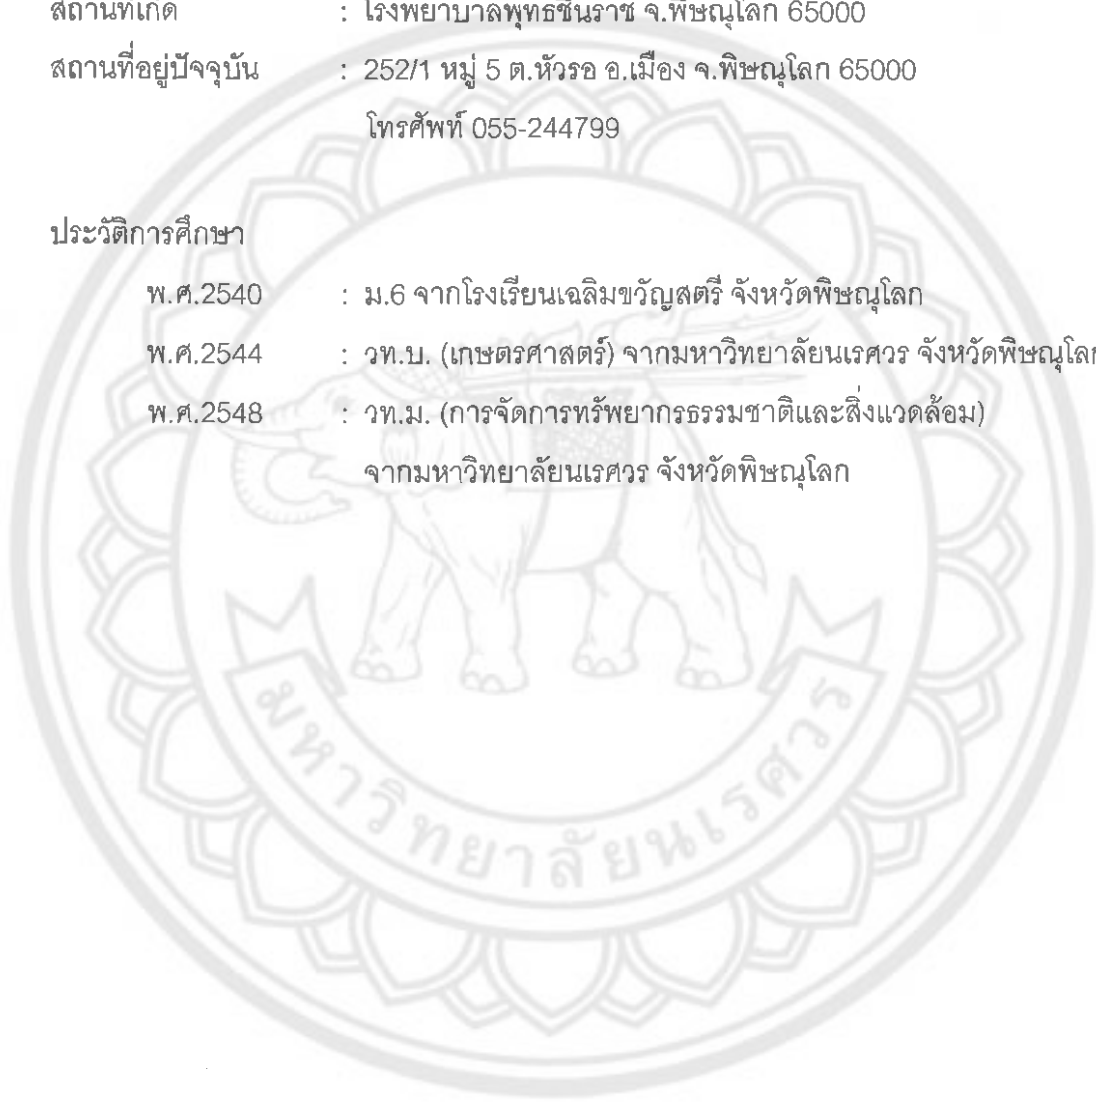 สถานที่เกิด : โรงพยาบาลพุทธชินราช จ.พิษณุโลก 65000
สถานที่อยู่ปัจจุบัน : 252/1 หมู่ 5 ต.หัวรอ อ.เมือง จ.พิษณุโลก 65000
โทรศัพท์ 055-244799
ประวัติการศึกษา
พ.ศ.2540 : ม.6 จากโรงเรียนเฉลิมขวัญสตรี จังหวัดพิษณุโลก
พ.ศ.2544 : วท.บ. (เกษตรศาสตร์) จากมหาวิทยาลัยนเรศวร จังหวัดพิษณุโลก
พ.ศ.2548 : วท.ม. (การจัดการทรัพยากรธรรมชาติและสิ่งแวดล้อม)
จากมหาวิทยาลัยนเรศวร จังหวัดพิษณุโลก
มหาวิทยาลัยนเรศวร